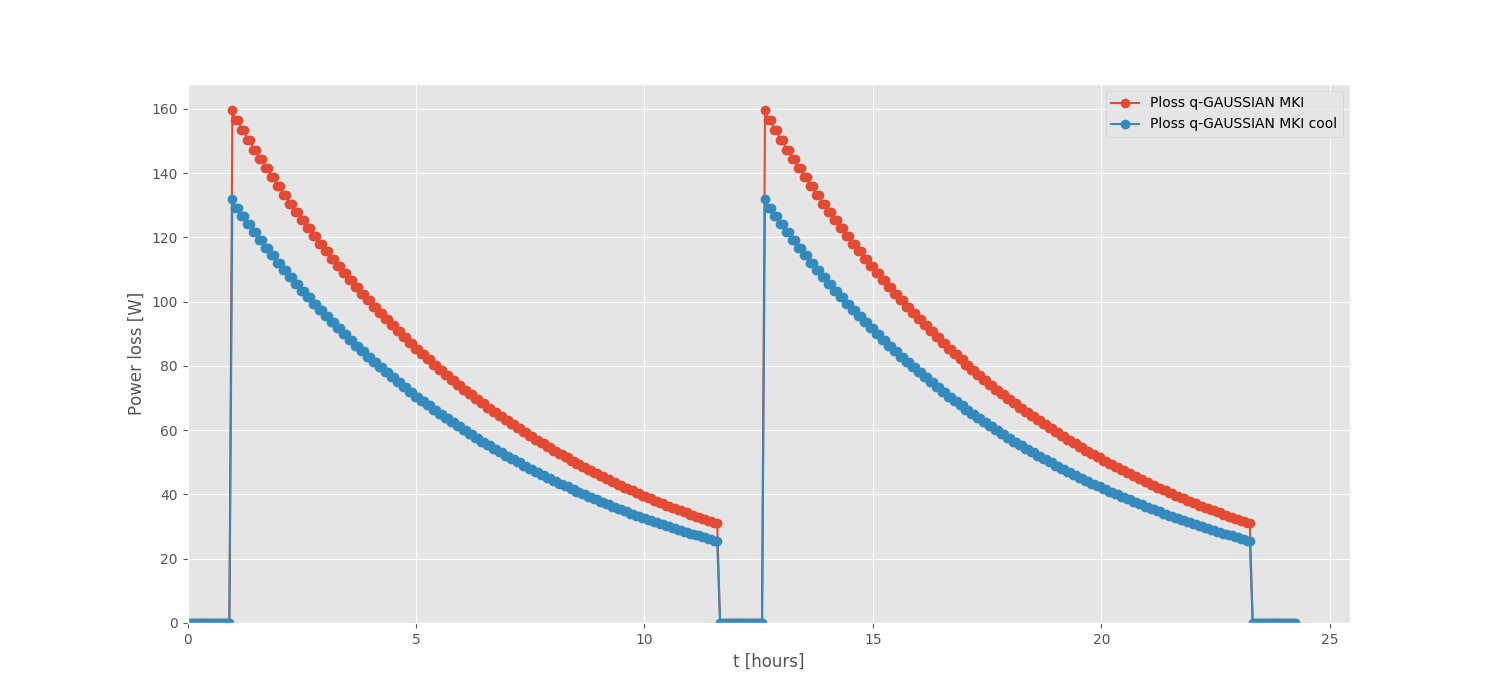 Ploss q-GAUSSIAN MKI
Ploss q-GAUSSIAN MKI cool
160
140
120
100
80
60
40
20
0
Power loss [W]
0 5 10 15 20 25
t [hours]